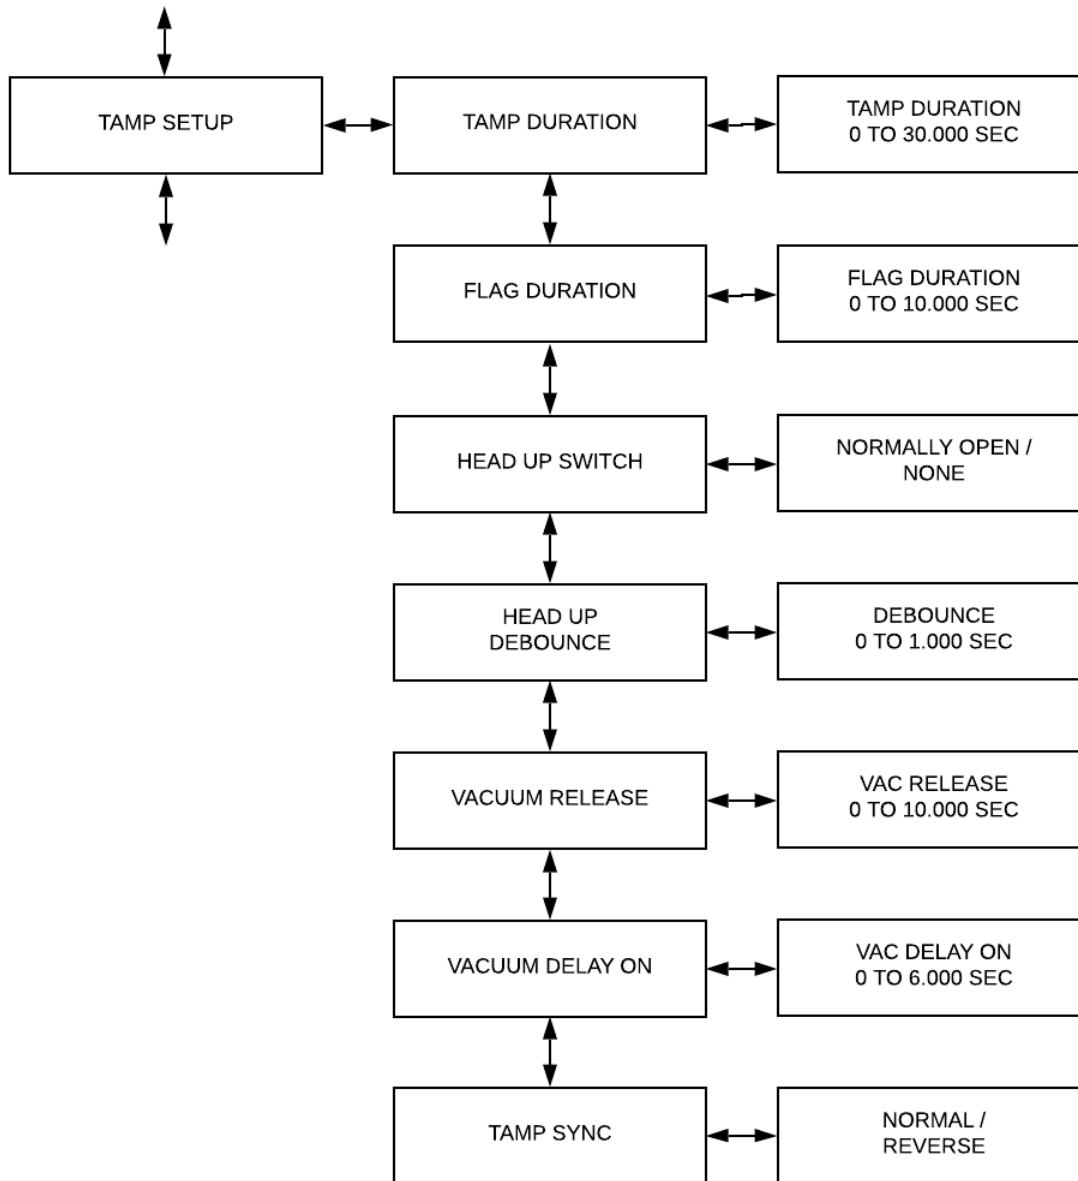 TAMP SETUP
TAMP DURATION
TAMP DURATION
0 TO 30.000 SEC
FLAG DURATION
FLAG DURATION
0 TO 10.000 SEC
HEAD UP SWITCH
NORMALLY OPEN /
NONE
HEAD UP
DEBOUNCE
DEBOUNCE
0 TO 1.000 SEC
VACUUM RELEASE
VAC RELEASE
0 TO 10.000 SEC
VACUUM DELAY ON
VAC DELAY ON
0 TO 6.000 SEC
TAMP SYNC
NORMAL /
REVERSE